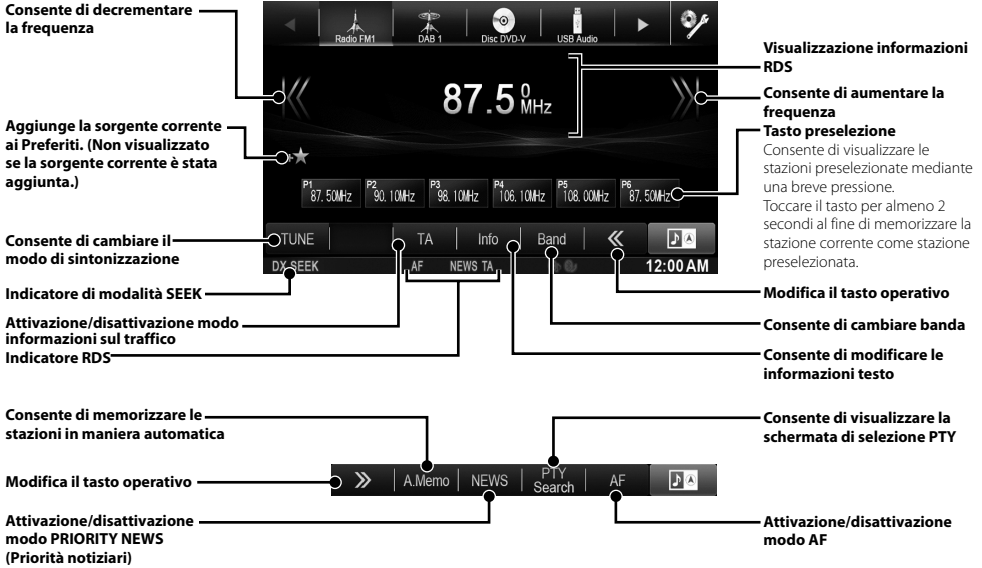 Consente di decrementare
la frequenza
Aggiunge la sorgente corrente
ai Preferiti. (Non visualizzato
se la sorgente corrente è stata
aggiunta.)
Consente di cambiare il
modo di sintonizzazione
Indicatore di modalità SEEK
Attivazione/disattivazione modo
informazioni sul traffico
Indicatore RDS
Radio FM1
DAB 1
Disc DVD-V
USB Audio
87.5 0 MHz
P1 87. 50MHz
P2 90. 10MHz
P3 98. 10MHz
P4 106. 10MHz
P5 108. 00MHz
P6 87. 50MHz
TUNE
TA
Info
Band
DX SEEK
AF
NEWS TA
12:00 AM
Visualizzazione informazioni
RDS
Consente di aumentare la
frequenza
Tasto preselezione
Consente di visualizzare le
stazioni preselezionate mediante
una breve pressione.
Toccare il tasto per almeno 2
secondi al fine di memorizzare la
stazione corrente come stazione
preselezionata.
Modifica il tasto operativo
Consente di cambiare banda
Consente di modificare le
informazioni testo
Consente di memorizzare le
stazioni in maniera automatica
Modifica il tasto operativo
Attivazione/disattivazione
modo PRIORITY NEWS
(Priorità notiziari)
A.Memo
NEWS
PTY
Search
AF
Consente di visualizzare la
schermata di selezione PTY
Attivazione/disattivazione
modo AF